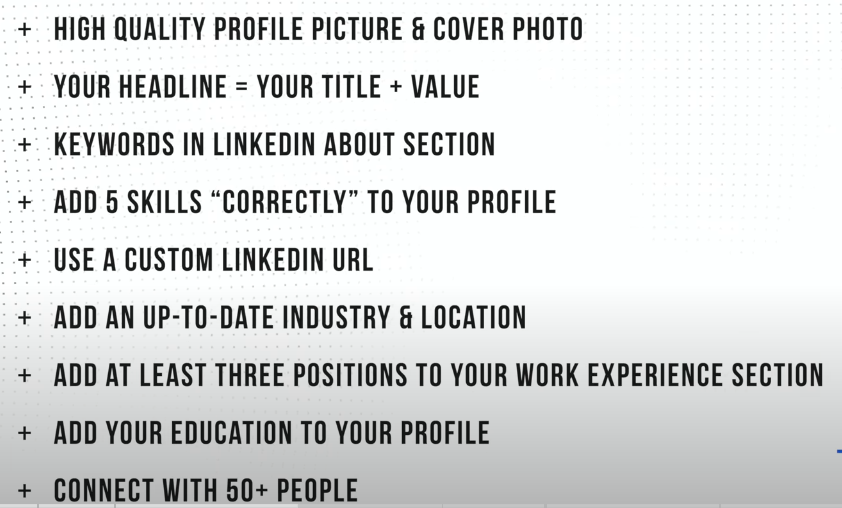 + HIGH QUALITY PROFILE PICTURE & COVER PHOTO
+ YOUR HEADLINE = YOUR TITLE + VALUE
+ KEYWORDS IN LINKEDIN ABOUT SECTION
+ ADD 5 SKILLS “CORRECTLY” TO YOUR PROFILE
+ USE A CUSTOM LINKEDIN URL
+ ADD AN UP-TO-DATE INDUSTRY & LOCATION
+ ADD AT LEAST THREE POSITIONS TO YOUR WORK EXPERIENCE SECTION
+ ADD YOUR EDUCATION TO YOUR PROFILE
+ CONNECT WITH 50+ PEOPLE